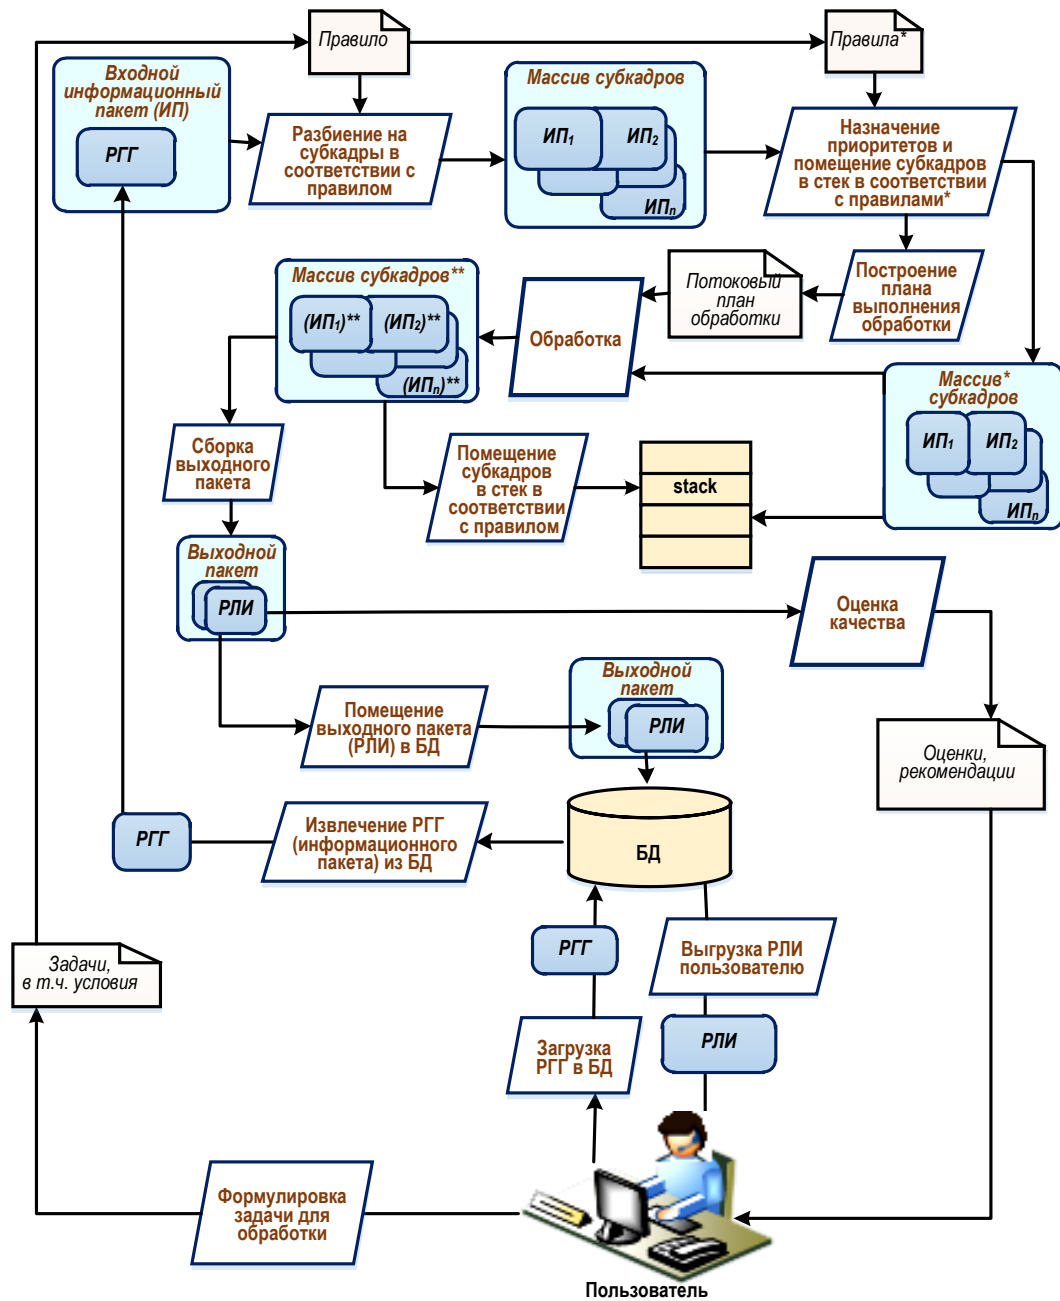 Правило
Правила*
Входной
информационный
пакет (ИП)
РГГ
Разбиение на
субкадры в
соответствии с
правилом
Массив субкадров
ИП1
ИП2
ИПn
Назначение
приоритетов и
помещение субкадров
в стек в соответствии
с правилами*
Массив субкадров**
(ИП1)**
(ИП2)**
(ИПn)**
Обработка
Потоковый
план
обработки
Построение
плана
выполнения
обработки
Массив*
субкадров
ИП1
ИП2
ИПn
Сборка
выходного
пакета
Помещение
субкадров
в стек в
соответствии
с правилом
stack
Выходной
пакет
РЛИ
Оценка
качества
Помещение
выходного пакета
(РЛИ) в БД
Выходной
пакет
РЛИ
Оценки,
рекомендации
РГГ
Извлечение РГГ
(информационного
пакета) из БД
БД
РГГ
Выгрузка РЛИ
пользователю
Задачи,
в т.ч. условия
Загрузка
РГГ в БД
РЛИ
Формулировка
задачи для
обработки
Пользователь